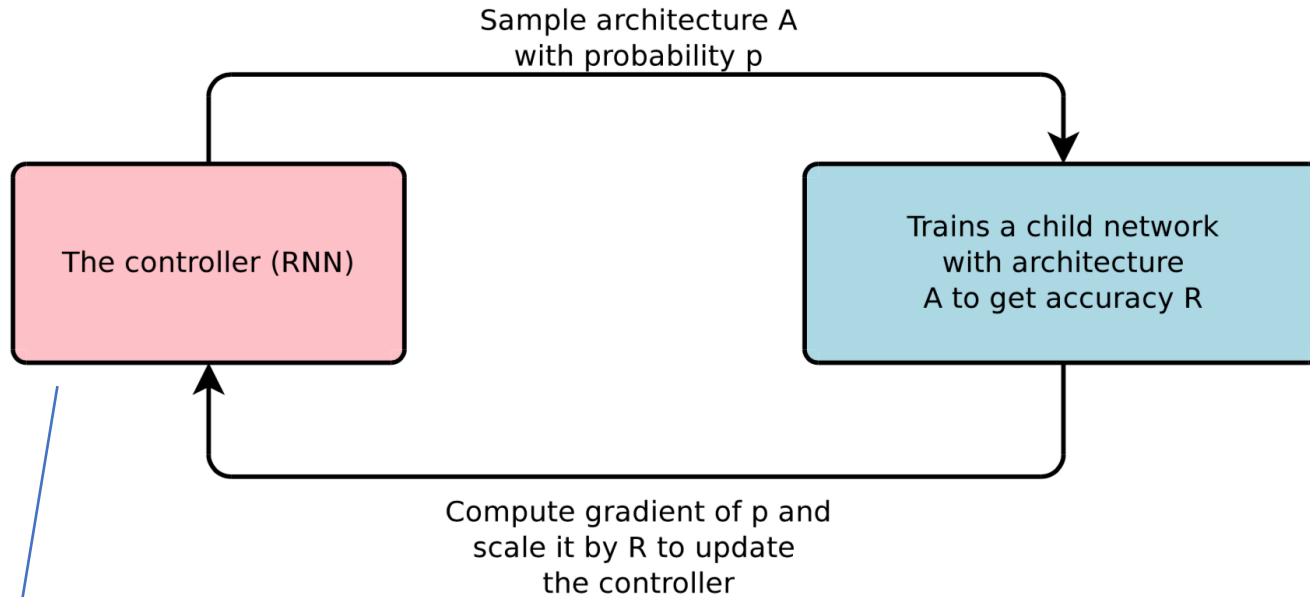 Sample architecture A
with probability p
The controller (RNN)
Trains a child network
with architecture
A to get accuracy R
Compute gradient of p and
scale it by R to update
the controller